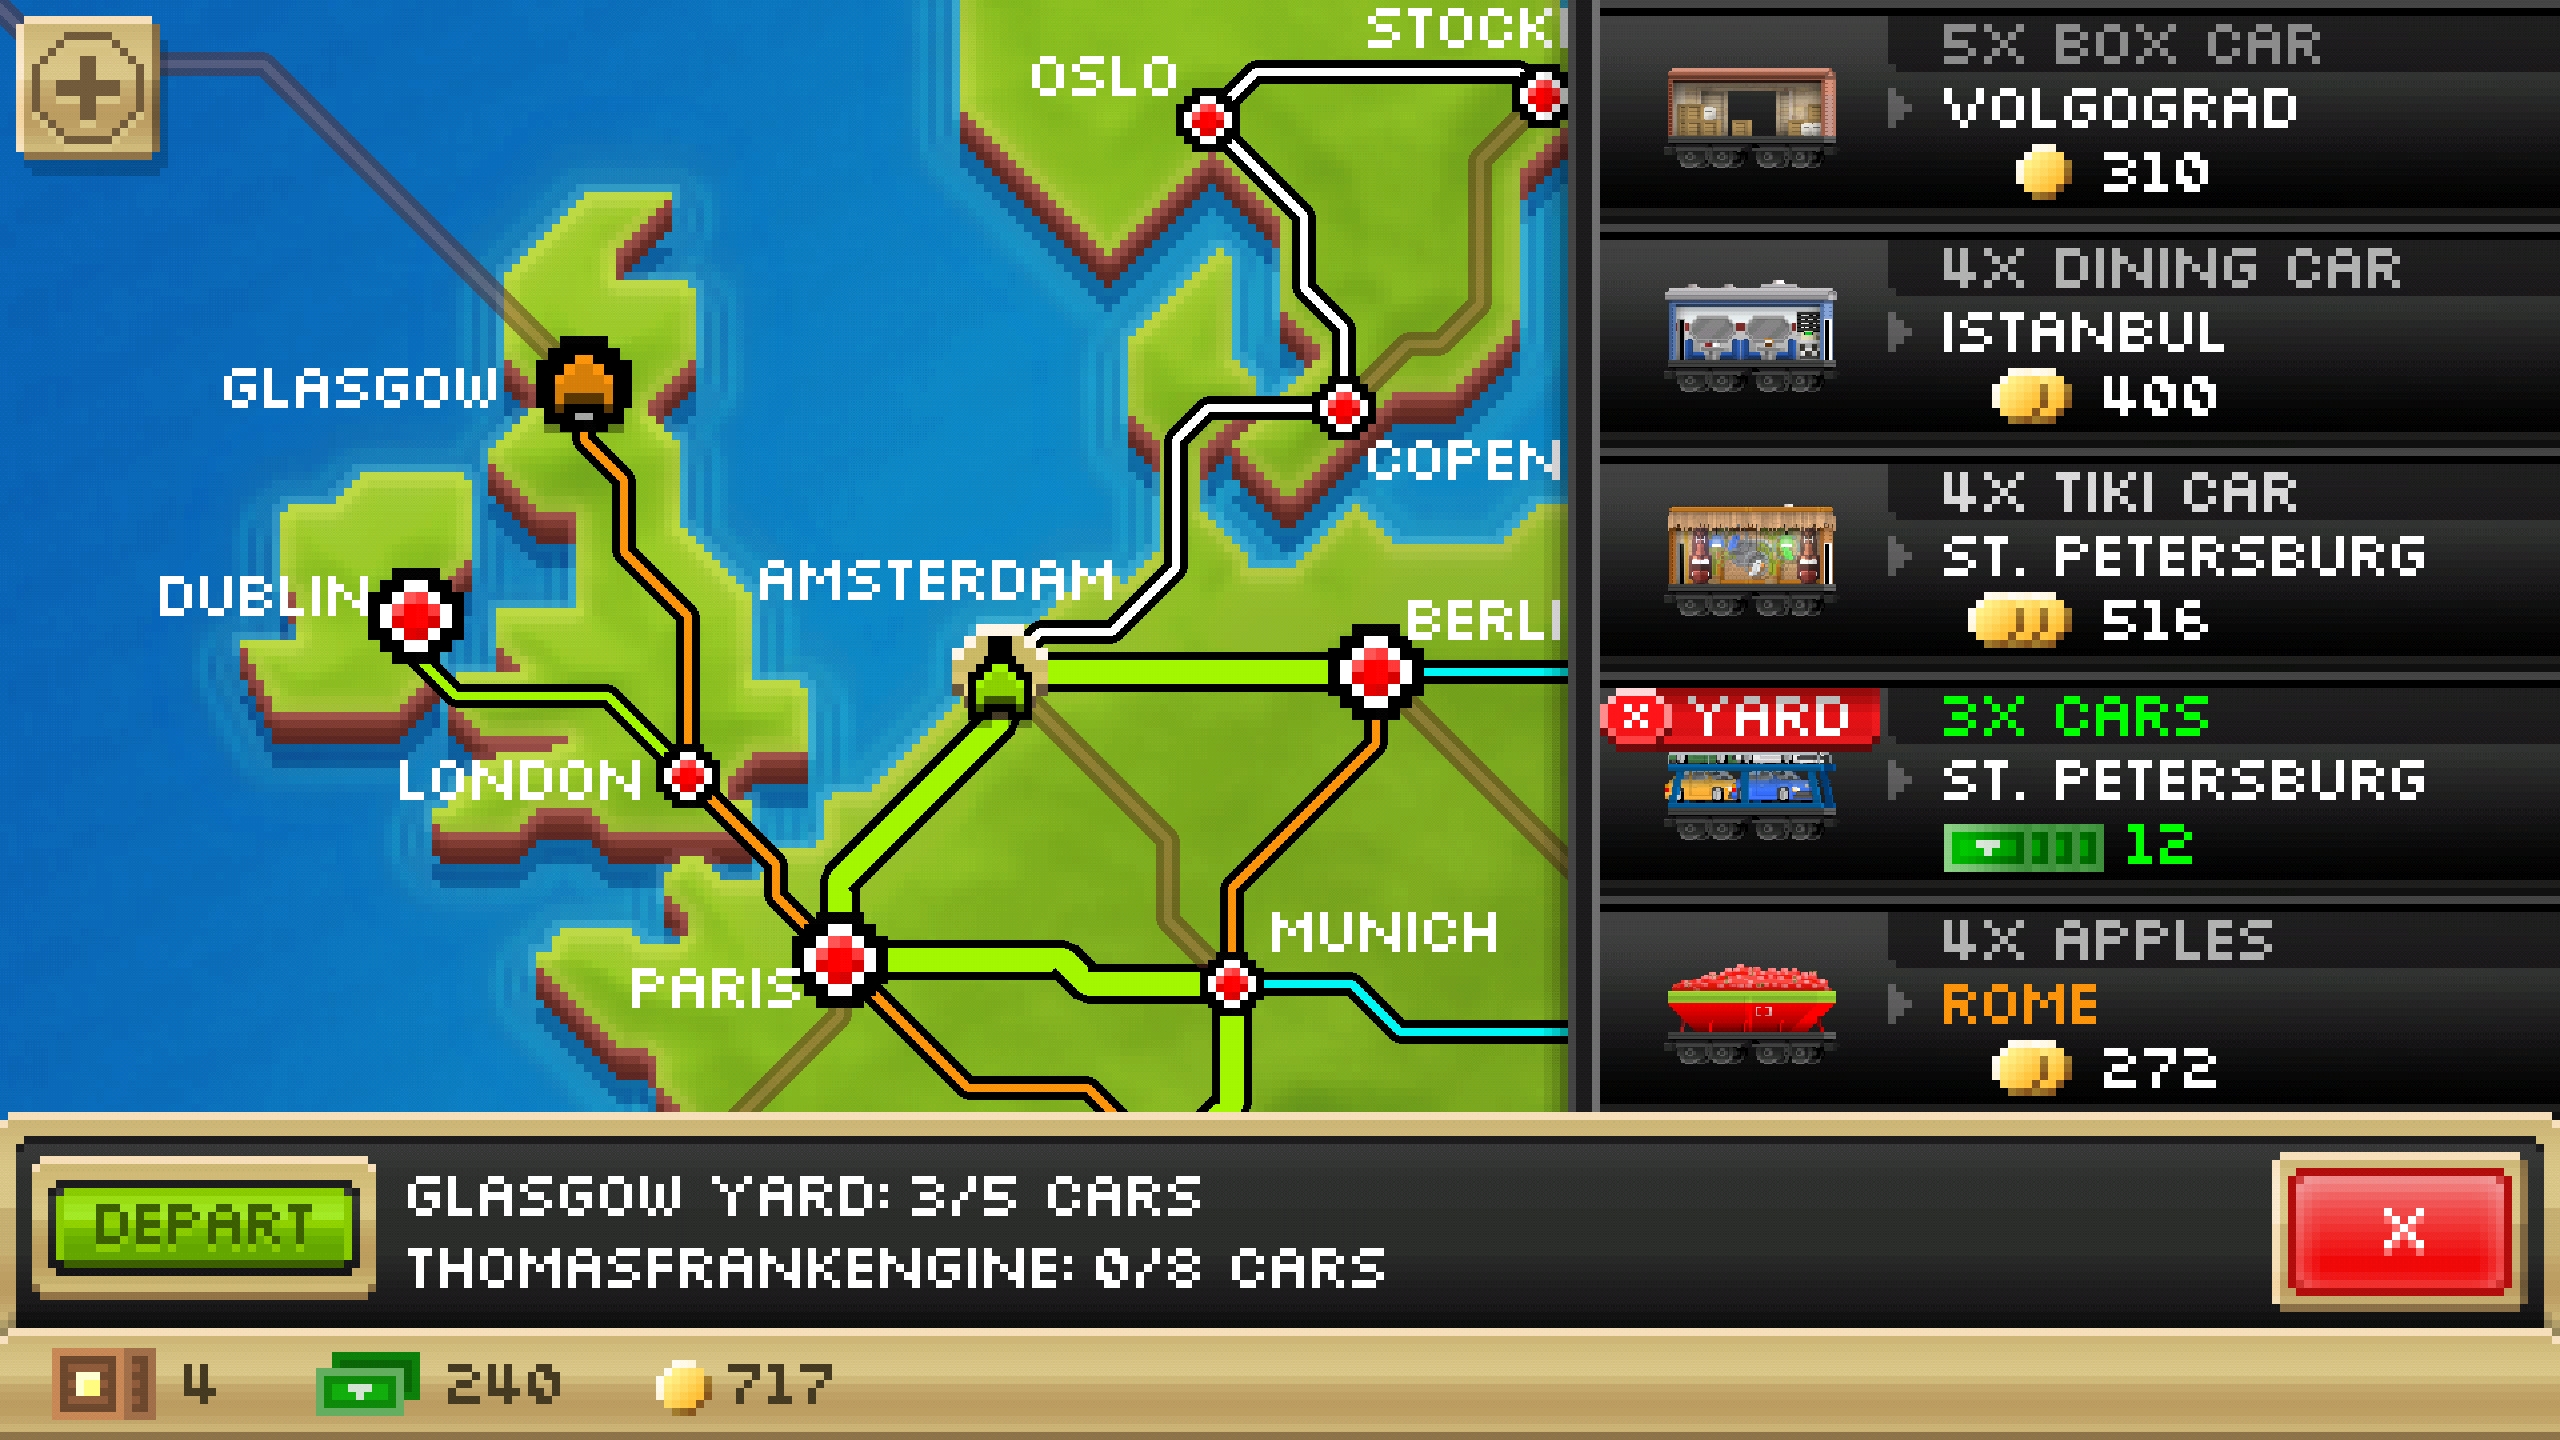 STOCK
OSLO
GLASGOW
COPEN
DUBLIN
AMSTERDAM
BERLI
LONDON
MUNICH
PARIS
5X BOX CAR
VOLGOGRAD
310
4X DINING CAR
ISTANBUL
400
4X TIKI CAR
ST. PETERSBURG
516
X YARD
3X CARS
ST. PETERSBURG
12
4X APPLES
ROME
272
DEPART
GLASGOW YARD: 3/5 CARS
THOMASFRANKENGINE: 0/8 CARS
X
4
240
717